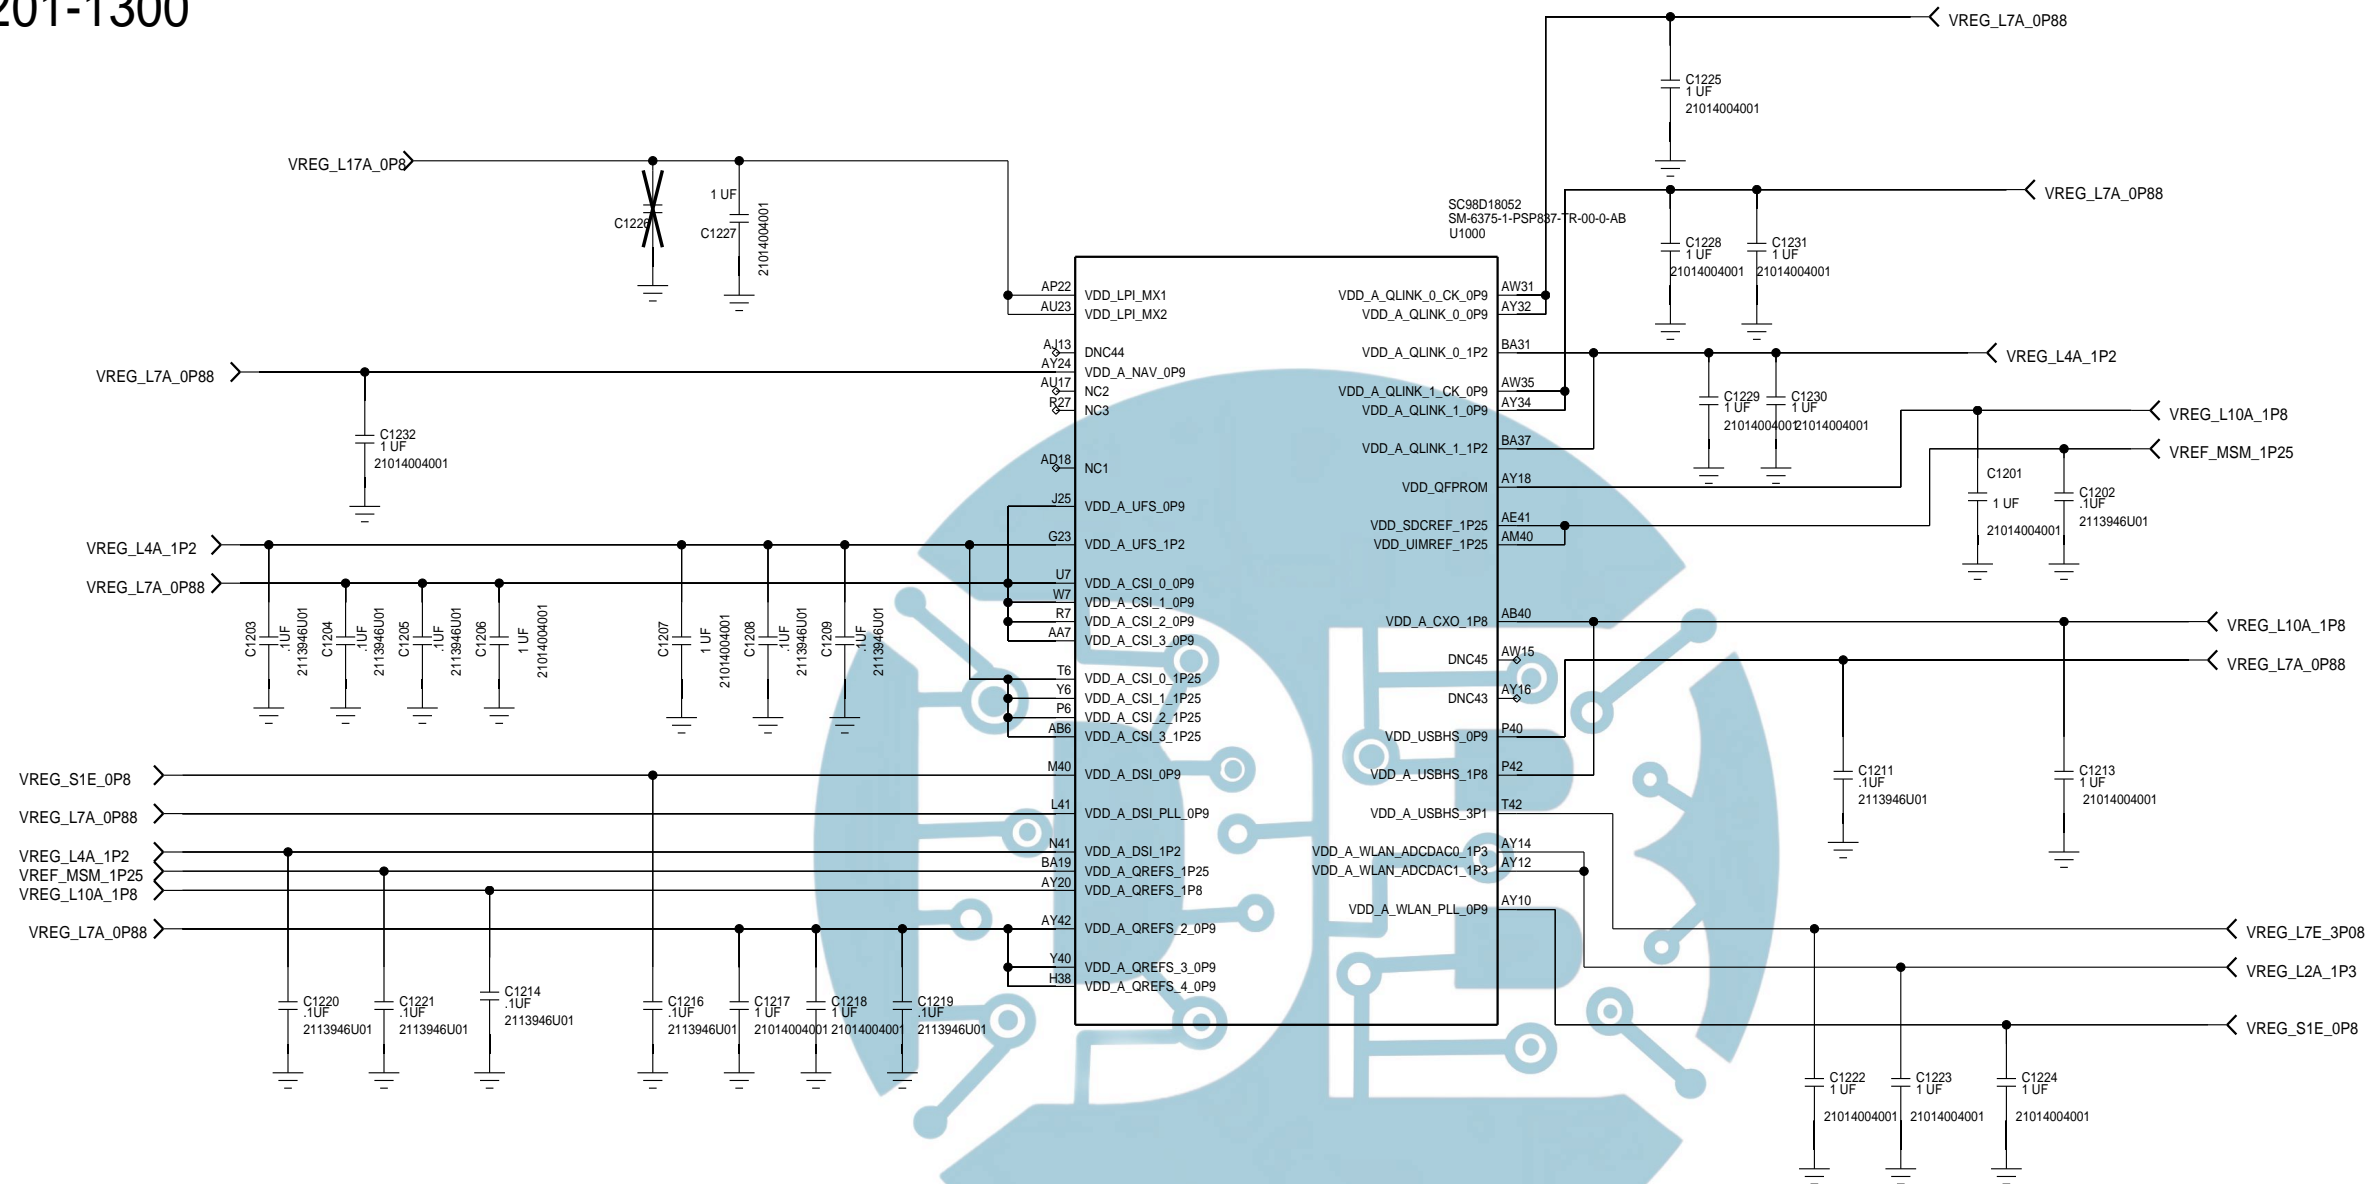 201-1300
VREG_L7A_0P88
C1225
1 UF
21014004001
VREG_L17A_0P8
C1226
1 UF
C1227
21014004001
VREG_L7A_0P88
C1228
1 UF
21014004001
C1231
1 UF
21014004001
SC98D18052
SM-6375-1-PSP837-TR-00-0-AB
U1000
AP22 VDD_LPI_MX1
AU23 VDD_LPI_MX2
AJ13 DNC44
AY24 VDD_A_NAV_0P9
AU17 NC2
R27 NC3
AD18 NC1
J25 VDD_A_UFS_0P9
G23 VDD_A_UFS_1P2
U7 VDD_A_CSI_0_0P9
W7 VDD_A_CSI_1_0P9
R7 VDD_A_CSI_2_0P9
AA7 VDD_A_CSI_3_0P9
T6 VDD_A_CSI_0_1P25
Y6 VDD_A_CSI_1_1P25
P6 VDD_A_CSI_2_1P25
AB6 VDD_A_CSI_3_1P25
M40 VDD_A_DSI_0P9
L41 VDD_A_DSI_PLL_0P9
N41 VDD_A_DSI_1P2
BA19 VDD_A_QREFS_1P25
AY20 VDD_A_QREFS_1P8
AY42 VDD_A_QREFS_2_0P9
Y40 VDD_A_QREFS_3_0P9
H38 VDD_A_QREFS_4_0P9
VDD_A_QLINK_0_CK_0P9 AW31
VDD_A_QLINK_0_0P9 AY32
VDD_A_QLINK_0_1P2 BA31
VDD_A_QLINK_1_CK_0P9 AW35
VDD_A_QLINK_1_0P9 AY34
VDD_A_QLINK_1_1P2 BA37
VDD_QFPROM AY18
VDD_SDCREF_1P25 AE41
VDD_UIMREF_1P25 AM40
VDD_A_CXO_1P8 AB40
DNC45 AW15
DNC43 AY16
VDD_USBHS_0P9 P40
VDD_A_USBHS_1P8 P42
VDD_A_USBHS_3P1 T42
VDD_A_WLAN_ADCDAC0_1P3 AY14
VDD_A_WLAN_ADCDAC1_1P3 AY12
VDD_A_WLAN_PLL_0P9 AY10
VREG_L7A_0P88
C1232
1 UF
21014004001
VREG_L4A_1P2
VREG_L7A_0P88
C1203
.1UF
2113946U01
C1204
.1UF
2113946U01
C1205
.1UF
2113946U01
C1206
1 UF
21014004001
C1207
1 UF
21014004001
C1208
.1UF
2113946U01
C1209
.1UF
2113946U01
VREG_S1E_0P8
VREG_L7A_0P88
VREG_L4A_1P2
VREF_MSM_1P25
VREG_L10A_1P8
VREG_L7A_0P88
C1220
.1UF
2113946U01
C1221
.1UF
2113946U01
C1214
.1UF
2113946U01
C1216
.1UF
2113946U01
C1217
1 UF
21014004001
C1218
1 UF
21014004001
C1219
.1UF
2113946U01
VREG_L4A_1P2
C1229
1 UF
21014004001
C1230
1 UF
21014004001
VREG_L10A_1P8
VREF_MSM_1P25
C1201
1 UF
21014004001
C1202
.1UF
2113946U01
VREG_L10A_1P8
VREG_L7A_0P88
C1211
.1UF
2113946U01
C1213
1 UF
21014004001
VREG_L7E_3P08
VREG_L2A_1P3
VREG_S1E_0P8
C1222
1 UF
21014004001
C1223
1 UF
21014004001
C1224
1 UF
21014004001